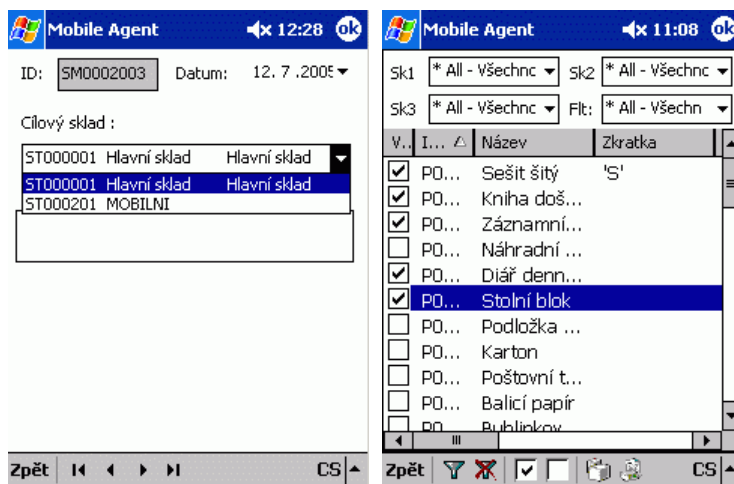 Mobile Agent 12:28 ok
ID: SM0002003 Datum: 12. 7 .2005
Cílový sklad :
ST000001 Hlavní sklad Hlavní sklad
ST000001 Hlavní sklad Hlavní sklad
ST000201 MOBILNI
Zpět CS
Mobile Agent 11:08 ok
Sk1 * All - Všechnc Sk2 * All - Všechnc
Sk3 * All - Všechnc Flt: * All - Všechn
V.. I... Název Zkratka
P0... Sešit šitý 'S'
P0... Kniha doš...
P0... Záznamní...
P0... Náhradní ...
P0... Diář denn...
P0... Stolní blok
P0... Podložka ...
P0... Karton
P0... Poštovní t...
P0... Balicí papír
P0... Bublinkov
Zpět CS